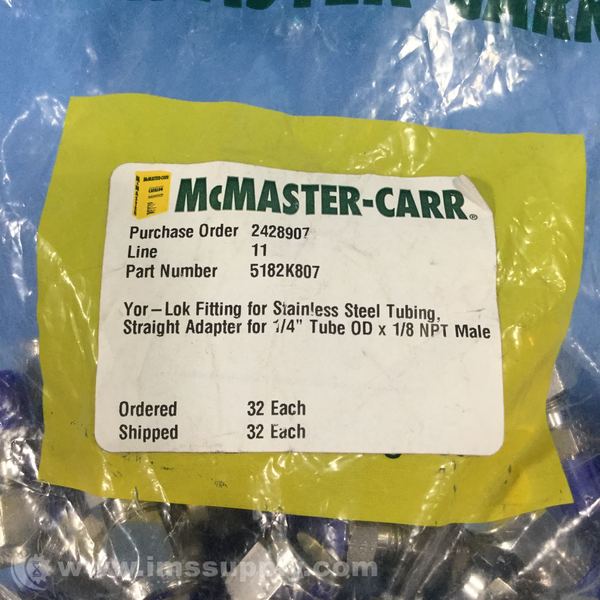 McMASTER-CARR®
Purchase Order 2428907
Line 11
Part Number 5182K807
Yor-Lok Fitting for Stainless Steel Tubing,
Straight Adapter for 1/4" Tube OD x 1/8 NPT Male
Ordered 32 Each
Shipped 32 Each
www.imssupply.com